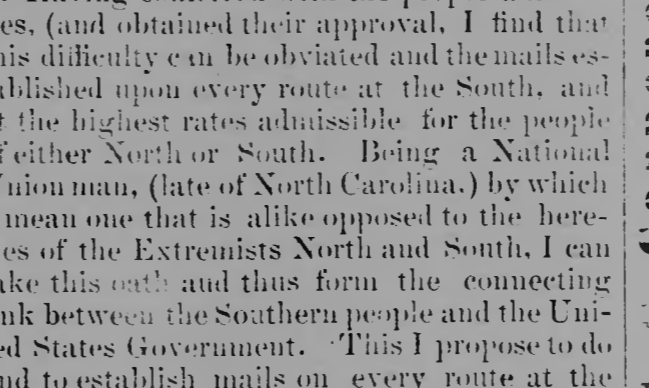 es, (and obtained their approval, I find that
his difficulty can be obviated and the mails es-
ablished upon every route at the South, and
t the highest rates admissible for the people
f either North or South. Being a National
Union man, (late of North Carolina.) by which
mean one that is alike opposed to the here-
es of the Extremists North and South, I can
ake this oath and thus form the connecting
nk between the Southern people and the Uni-
ed States Government. This I propose to do
nd to establish mails on every route at the